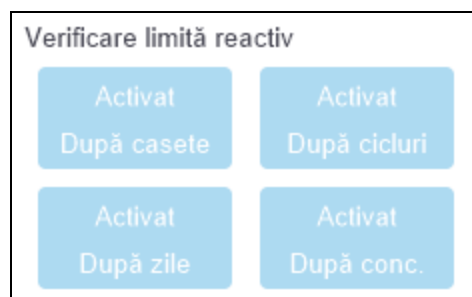 Verificare limită reactiv
Activat
După casete
Activat
După cicluri
Activat
După zile
Activat
După conc.